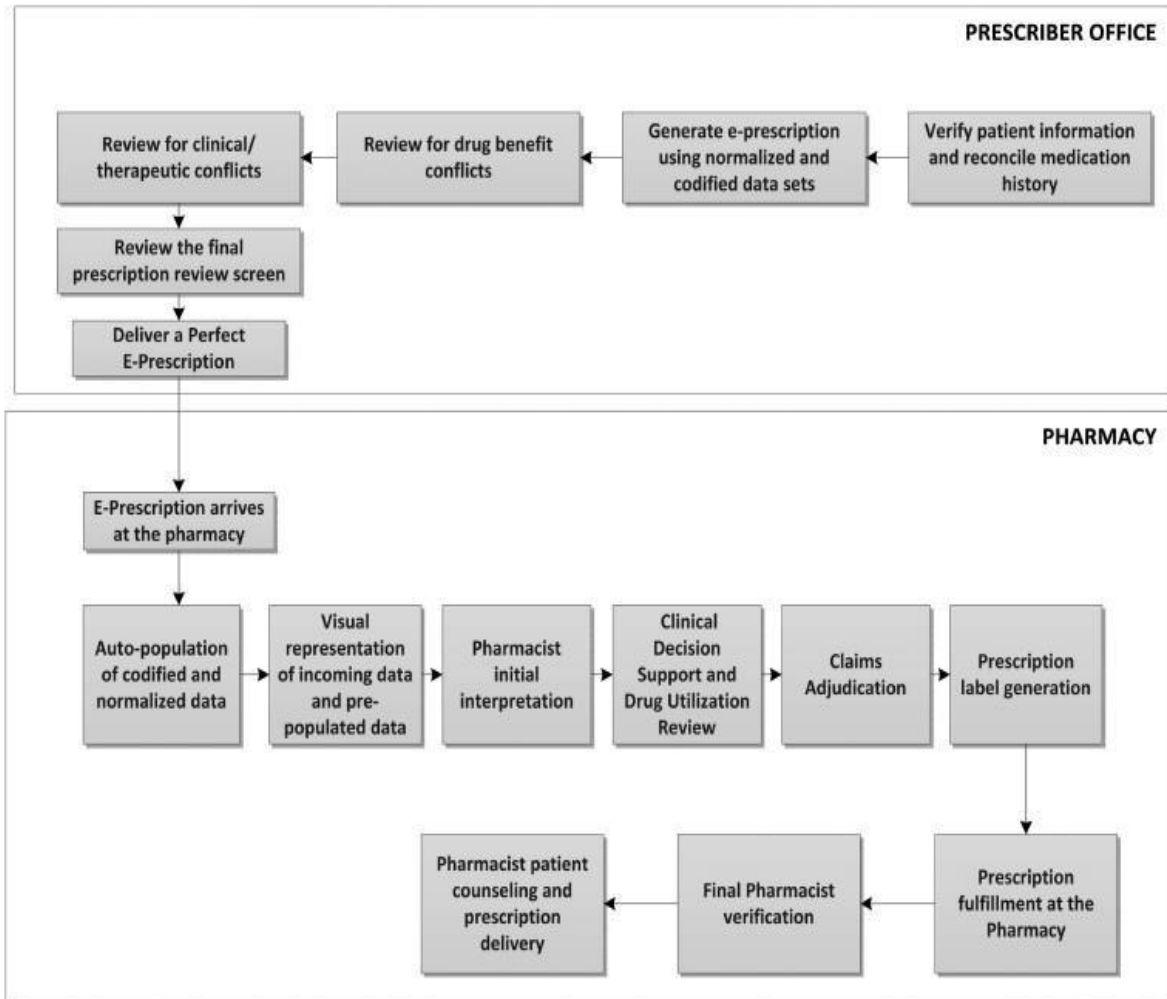 PRESCRIBER OFFICE
Verify patient information
and reconcile medication
history
Generate e-prescription
using normalized and
codified data sets
Review for drug benefit
conflicts
Review for clinical/
therapeutic conflicts
Review the final
prescription review screen
Deliver a Perfect
E-Prescription
PHARMACY
E-Prescription arrives
at the pharmacy
Auto-population
of codified and
normalized data
Visual
representation
of incoming data
and pre-
populated data
Pharmacist
initial
interpretation
Clinical
Decision
Support and
Drug Utilization
Review
Claims
Adjudication
Prescription
label generation
Prescription
fulfillment at the
Pharmacy
Final Pharmacist
verification
Pharmacist patient
counseling and
prescription
delivery